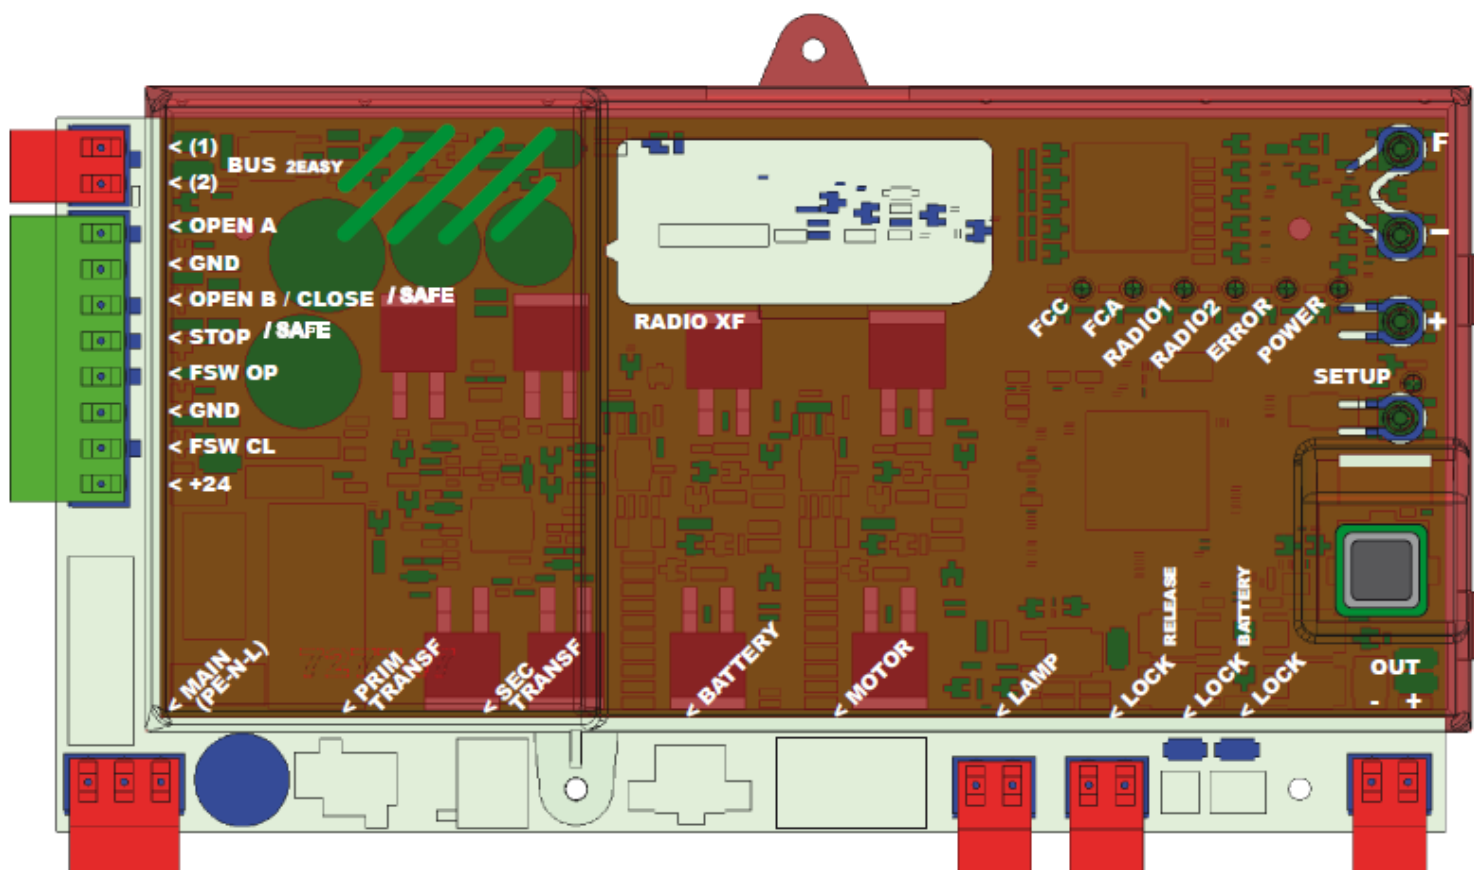 < (1)
BUS 2EASY
< (2)
< OPEN A
< GND
< OPEN B / CLOSE / SAFE
< STOP / SAFE
< FSW OP
< GND
< FSW CL
< +24
RADIO XF
F
-
+
FCC
FCA
RADIO1
RADIO2
ERROR
POWER
SETUP
< MAIN
(PE-N-L)
< PRIM
TRANSF
< SEC
TRANSF
< BATTERY
< MOTOR
< LAMP
< LOCK RELEASE
< LOCK BATTERY
< LOCK
OUT
- +